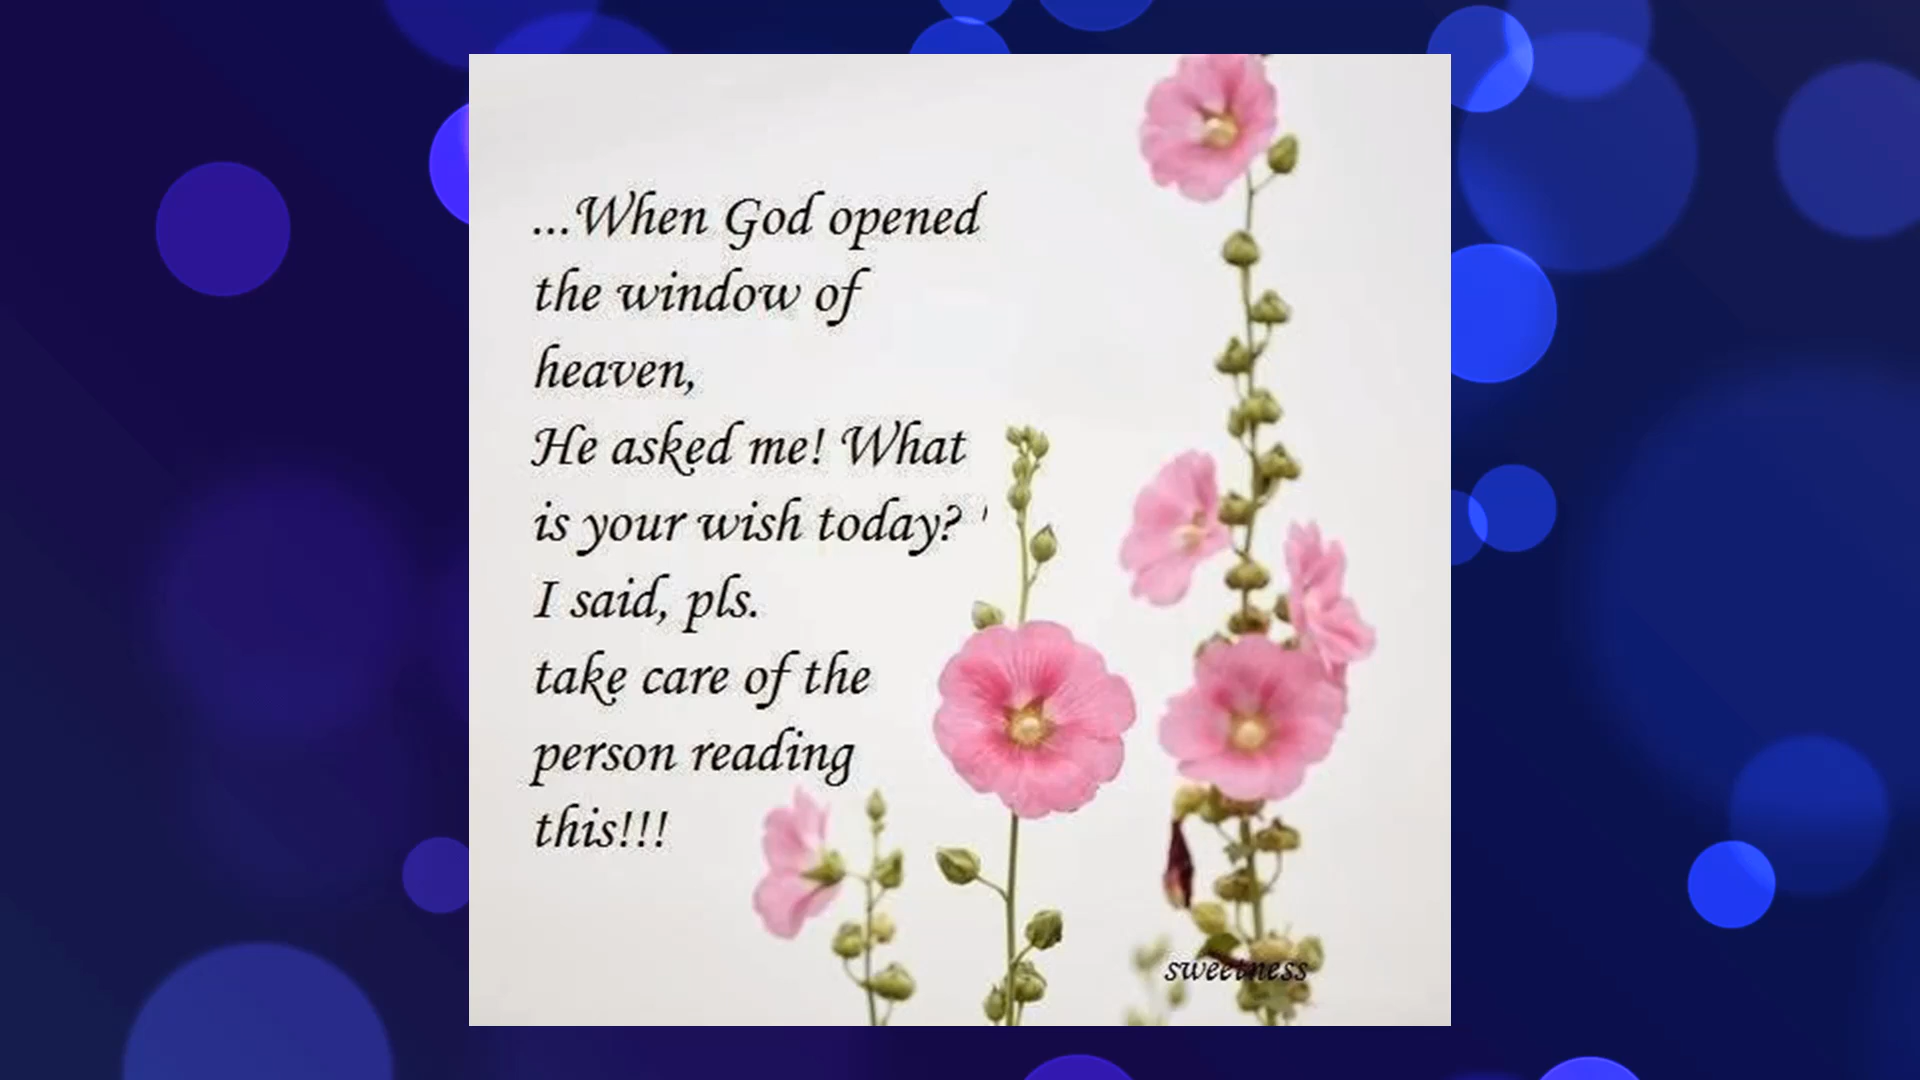 ...When God opened
the window of
heaven,
He asked me! What
is your wish today? '
I said, pls.
take care of the
person reading
this!!!
sweetness